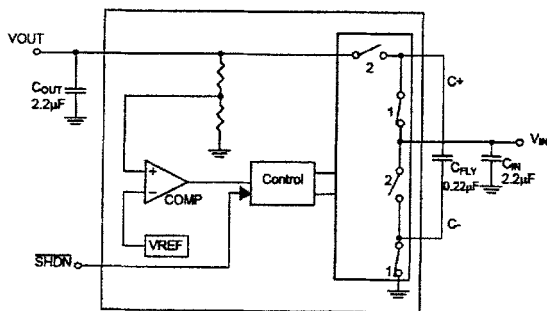 VOUT
2
C+
COUT
2.2μF
1
VIN
2
CFLY
0.22μF
CIN
2.2μF
+
−
COMP
Control
C-
VREF
SHDN
1